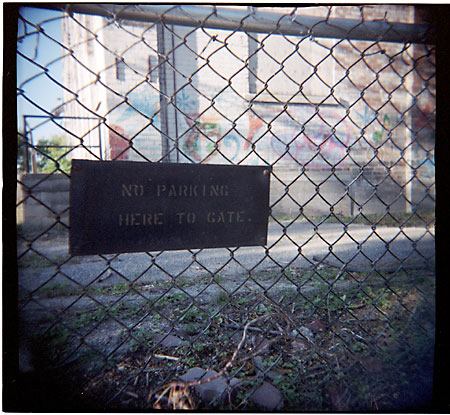 NO PARKING
HERE TO GATE.